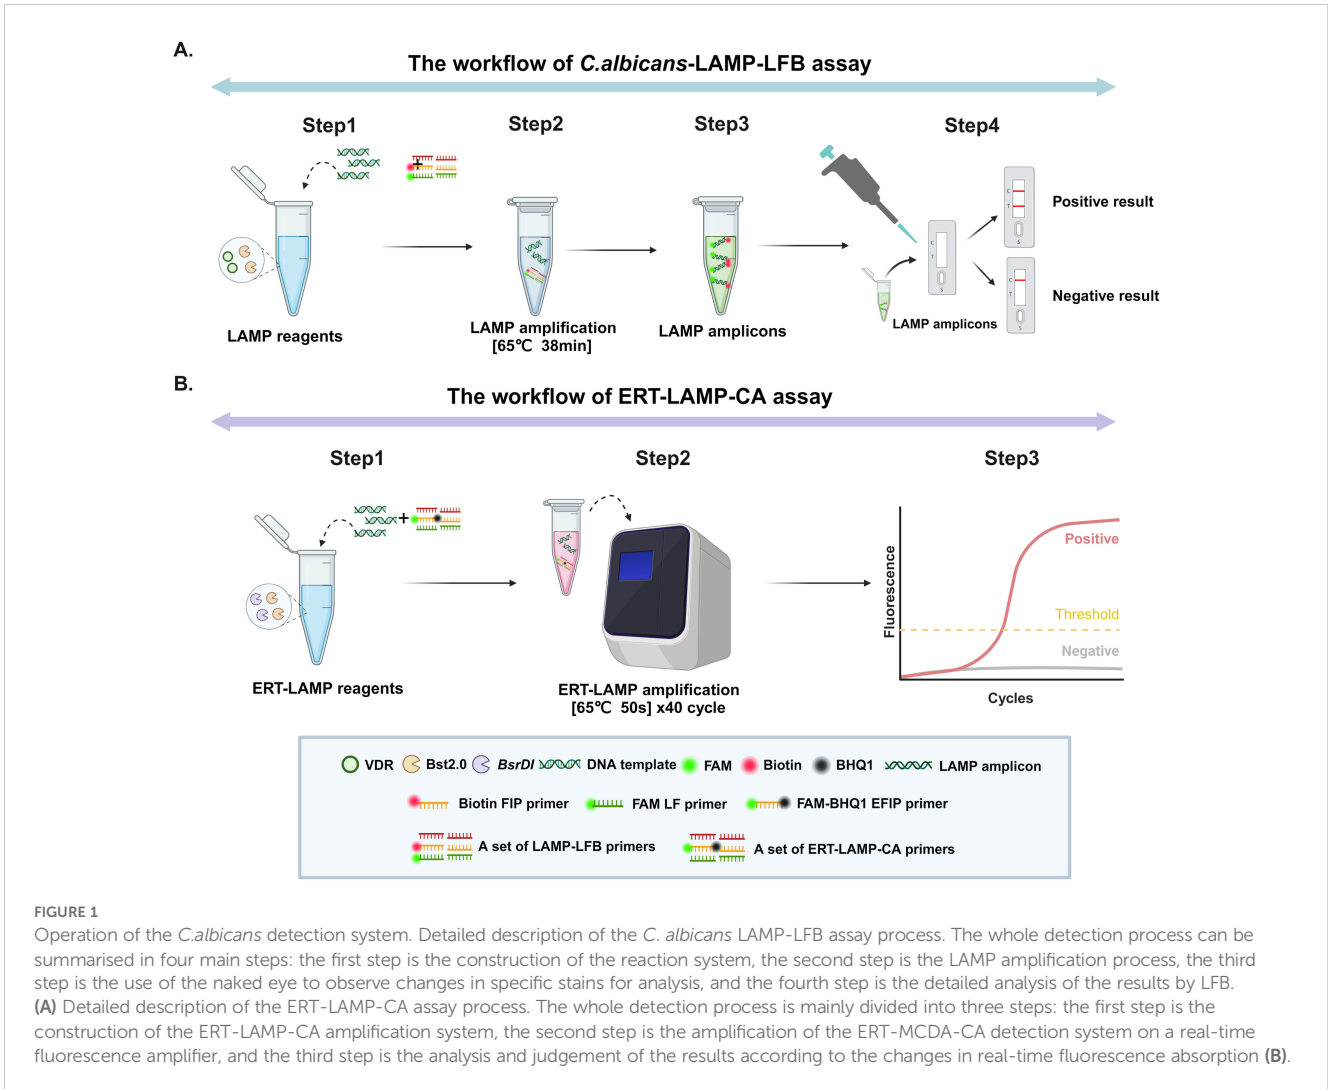 A.
The workflow of C.albicans-LAMP-LFB assay
Step1
Step2
Step3
Step4
C
T
S
Positive result
C
T
S
C
T
S
Negative result
LAMP reagents
LAMP amplification
[65℃ 38min]
LAMP amplicons
LAMP amplicons
B.
The workflow of ERT-LAMP-CA assay
Step1
Step2
Step3
+
+
ERT-LAMP reagents
ERT-LAMP amplification
[65℃ 50s] x40 cycle
Fluorescence
Positive
Threshold
Negative
Cycles
VDR
Bst2.0
BsrDI
DNA template
FAM
Biotin
BHQ1
LAMP amplicon
Biotin FIP primer
FAM LF primer
FAM-BHQ1 EFIP primer
A set of LAMP-LFB primers
A set of ERT-LAMP-CA primers
FIGURE 1
Operation of the C.albicans detection system. Detailed description of the C. albicans LAMP-LFB assay process. The whole detection process can be
summarised in four main steps: the first step is the construction of the reaction system, the second step is the LAMP amplification process, the third
step is the use of the naked eye to observe changes in specific stains for analysis, and the fourth step is the detailed analysis of the results by LFB.
(A) Detailed description of the ERT-LAMP-CA assay process. The whole detection process is mainly divided into three steps: the first step is the
construction of the ERT-LAMP-CA amplification system, the second step is the amplification of the ERT-MCDA-CA detection system on a real-time
fluorescence amplifier, and the third step is the analysis and judgement of the results according to the changes in real-time fluorescence absorption (B).